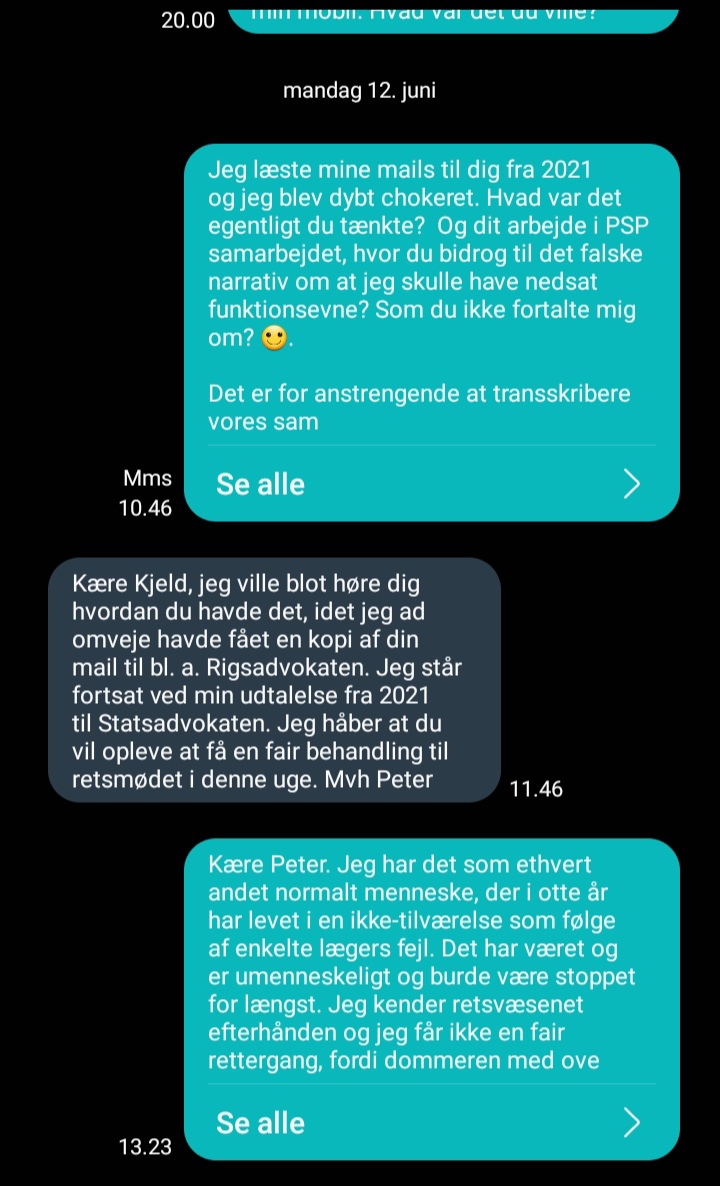 20.00
min mobil. Hvad var det du ville?
mandag 12. juni
Jeg læste mine mails til dig fra 2021
og jeg blev dybt chokeret. Hvad var det
egentligt du tænkte?  Og dit arbejde i PSP
samarbejdet, hvor du bidrog til det falske
narrativ om at jeg skulle have nedsat
funktionsevne? Som du ikke fortalte mig
om? 🙂.
Det er for anstrengende at transskribere
vores sam
Se alle
Mms
10.46
Kære Kjeld, jeg ville blot høre dig
hvordan du havde det, idet jeg ad
omveje havde fået en kopi af din
mail til bl. a. Rigsadvokaten. Jeg står
fortsat ved min udtalelse fra 2021
til Statsadvokaten. Jeg håber at du
vil opleve at få en fair behandling til
retsmødet i denne uge. Mvh Peter
11.46
Kære Peter. Jeg har det som ethvert
andet normalt menneske, der i otte år
har levet i en ikke-tilværelse som følge
af enkelte lægers fejl. Det har været og
er umenneskeligt og burde være stoppet
for længst. Jeg kender retsvæsenet
efterhånden og jeg får ikke en fair
rettergang, fordi dommeren med ove
Se alle
13.23